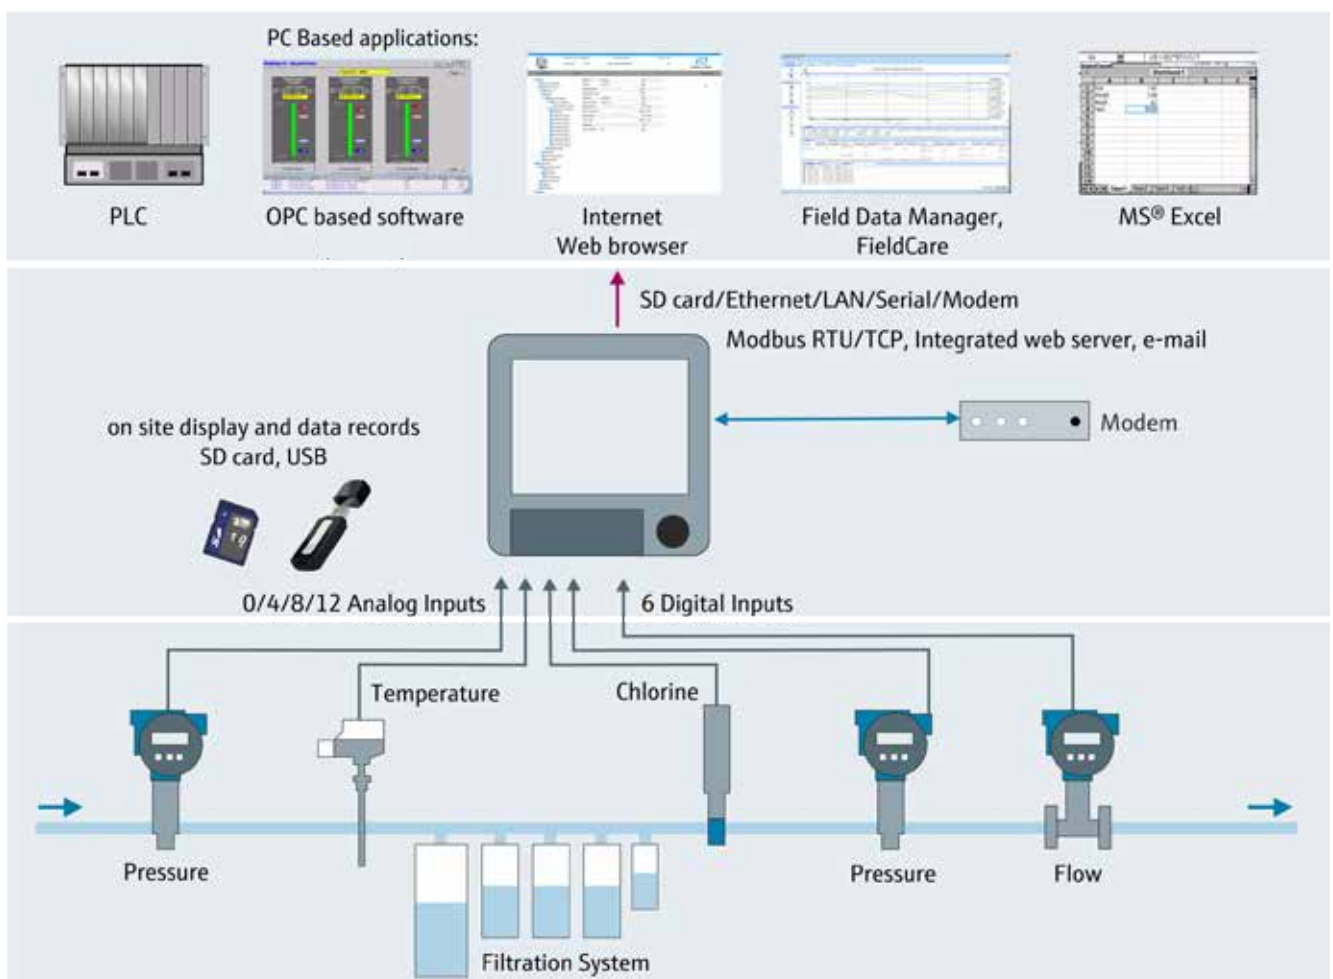 PC Based applications:
PLC
OPC based software
Internet
Web browser
Field Data Manager,
FieldCare
MS® Excel
SD card/Ethernet/LAN/Serial/Modem
Modbus RTU/TCP, Integrated web server, e-mail
on site display and data records
SD card, USB
Modem
0/4/8/12 Analog Inputs
6 Digital Inputs
Temperature
Chlorine
Pressure
Pressure
Flow
Filtration System